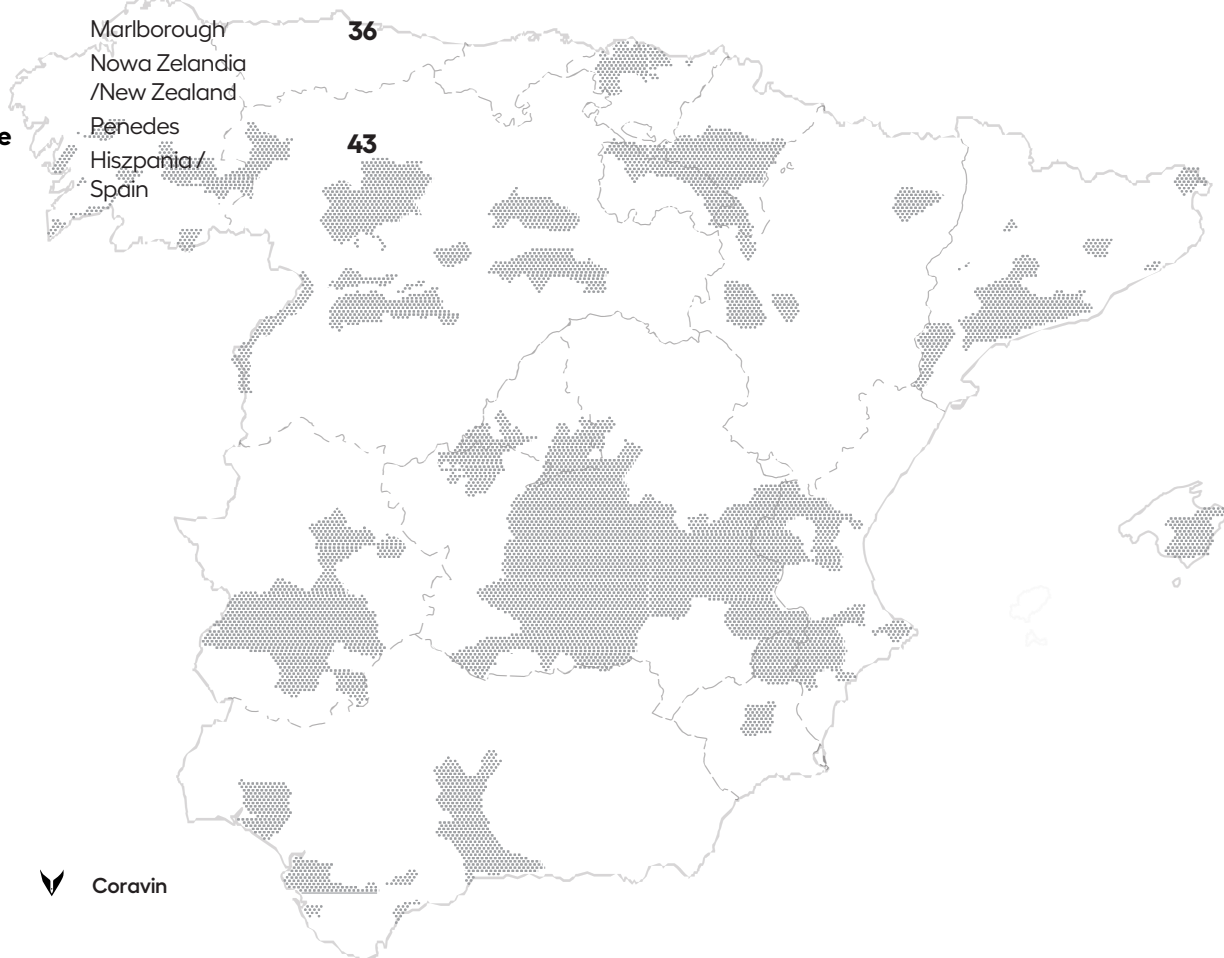 Marlborough 36
Nowa Zelandia
/New Zealand
e Penedes 43
Hiszpania /
Spain
Coravin